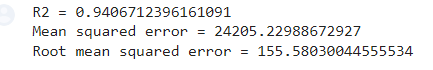 R2 = 0.9406712396161091
Mean squared error = 24205.22988672927
Root mean squared error = 155.58030044555534